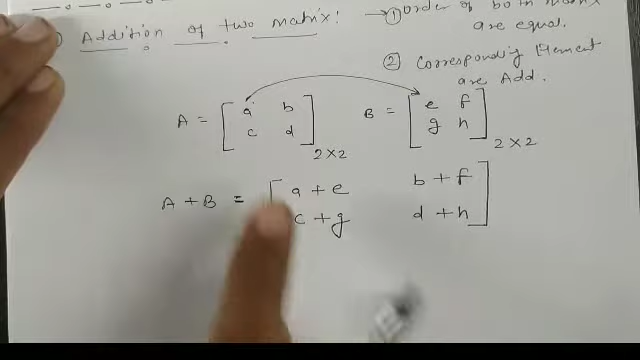 Addition of two matrix! → ① Order of both matrix
are equal.
② Corresponding Element
are Add.
A = [ a b
c d ] 2×2
B = [ e f
g h ] 2×2
A + B = [ a + e b + f
c + g d + h ]